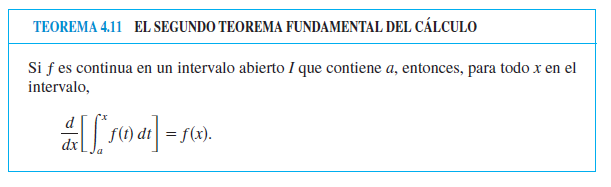 TEOREMA 4.11 EL SEGUNDO TEOREMA FUNDAMENTAL DEL CÁLCULO
Si f es continua en un intervalo abierto I que contiene a, entonces, para todo x en el
intervalo,
d/dx [∫ₐˣ f(t) dt] = f(x).